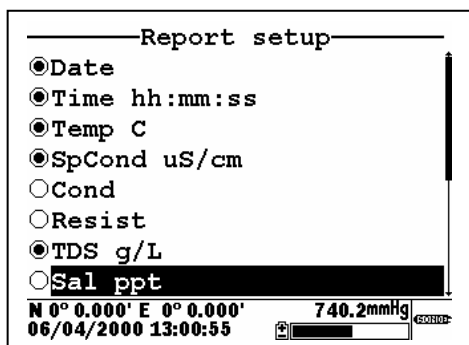 Report setup
Date
Time hh:mm:ss
Temp C
SpCond uS/cm
Cond
Resist
TDS g/L
Sal ppt
N 0° 0.000' E 0° 0.000' 740.2mmHg
06/04/2000 13:00:55
SONDE